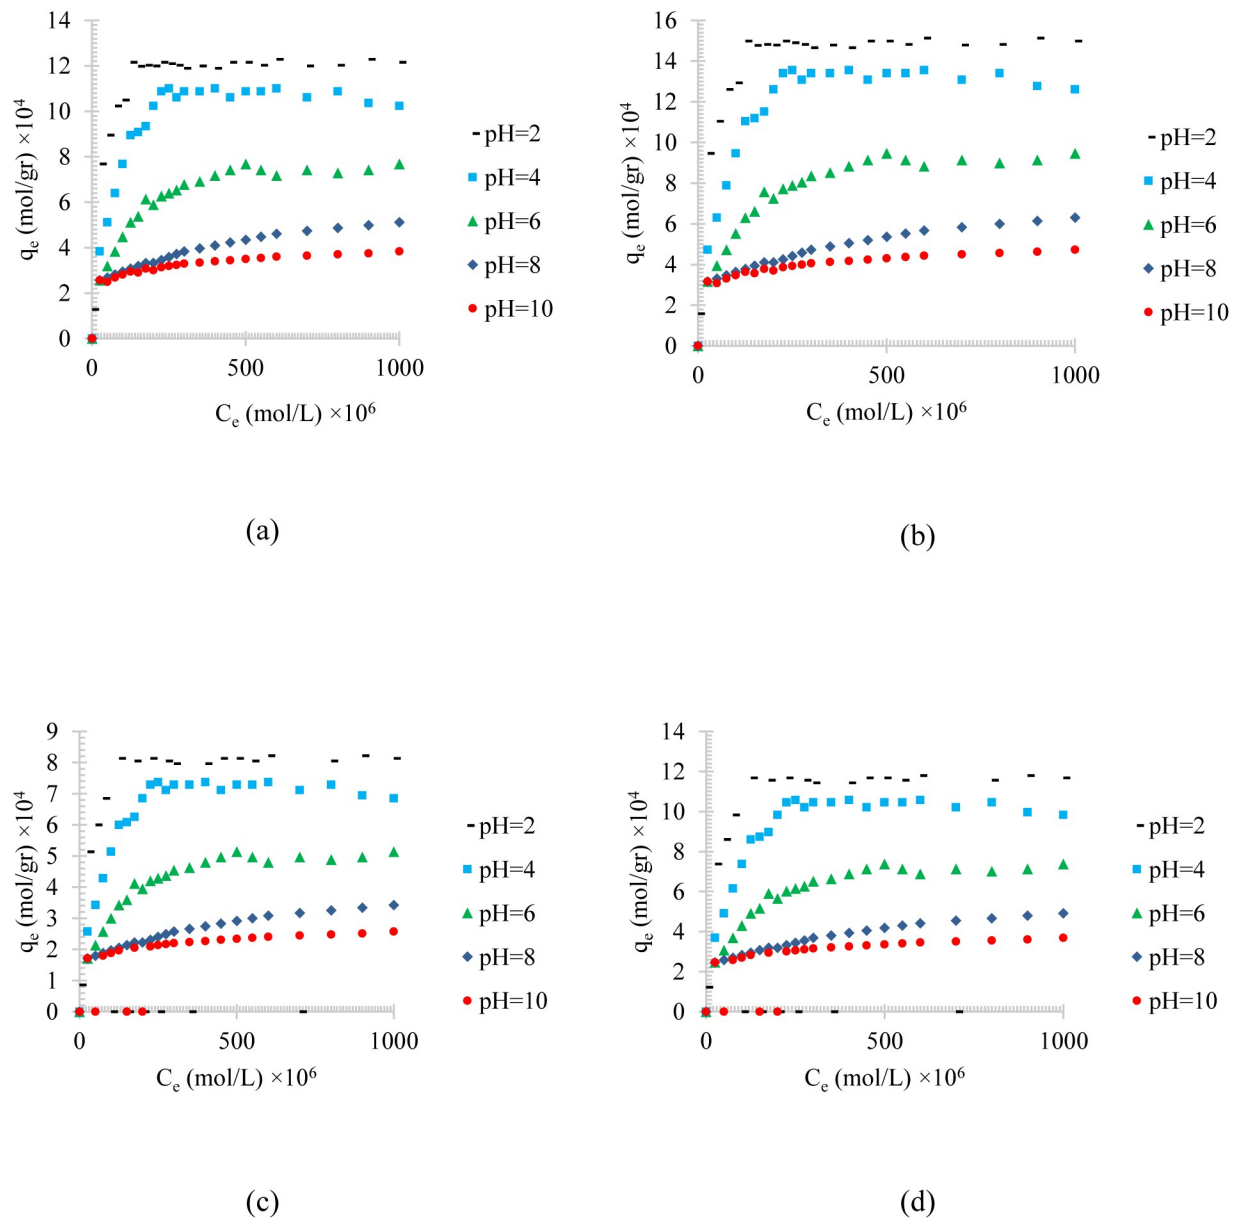 14
12
10
8
6
4
2
0
qₑ (mol/gr) ×10⁴
0 500 1000
Cₑ (mol/L) ×10⁶
pH=2
pH=4
pH=6
pH=8
pH=10
(a)
16
14
12
10
8
6
4
2
0
qₑ (mol/gr) ×10⁴
0 500 1000
Cₑ (mol/L) ×10⁶
pH=2
pH=4
pH=6
pH=8
pH=10
(b)
9
8
7
6
5
4
3
2
1
0
qₑ (mol/gr) ×10⁴
0 500 1000
Cₑ (mol/L) ×10⁶
pH=2
pH=4
pH=6
pH=8
pH=10
(c)
14
12
10
8
6
4
2
0
qₑ (mol/gr) ×10⁴
0 500 1000
Cₑ (mol/L) ×10⁶
pH=2
pH=4
pH=6
pH=8
pH=10
(d)